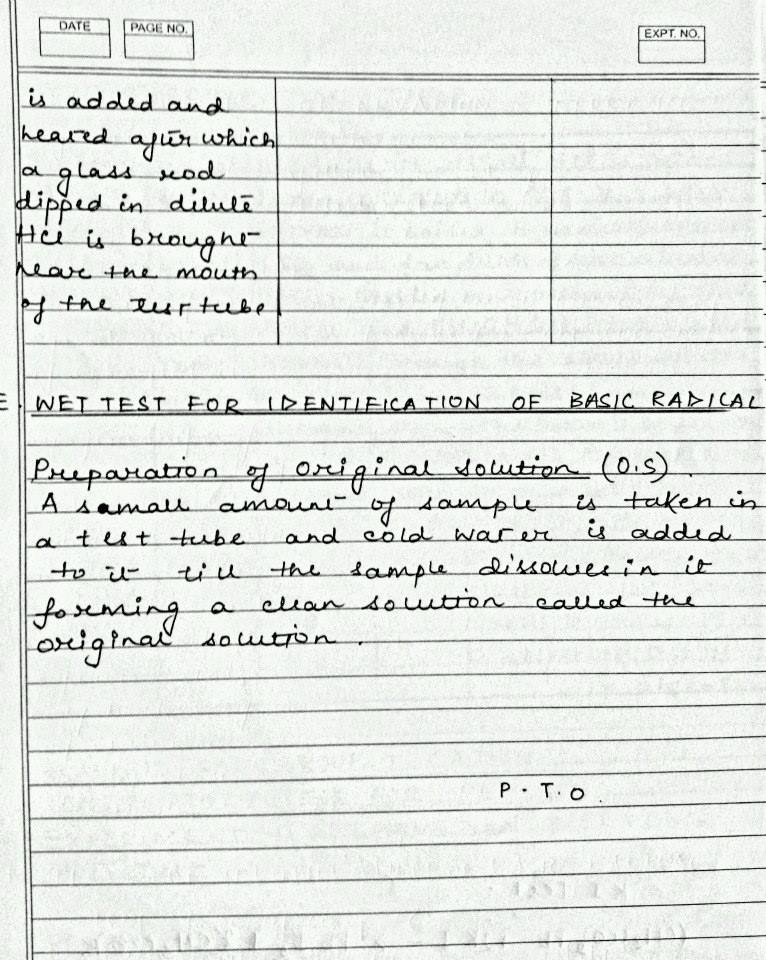 DATE
PAGE NO.
EXPT. NO.
is added and
heated after which
a glass rod
dipped in dilute
HCl is brought
near the mouth
of the test tube
E. WET TEST FOR IDENTIFICATION OF BASIC RADICAL
Preparation of original solution (O.S)
A samall amount of sample is taken in
a test tube and cold water is added
to it till the sample dissolves in it
forming a clean solution called the
original solution.
P. T. O.